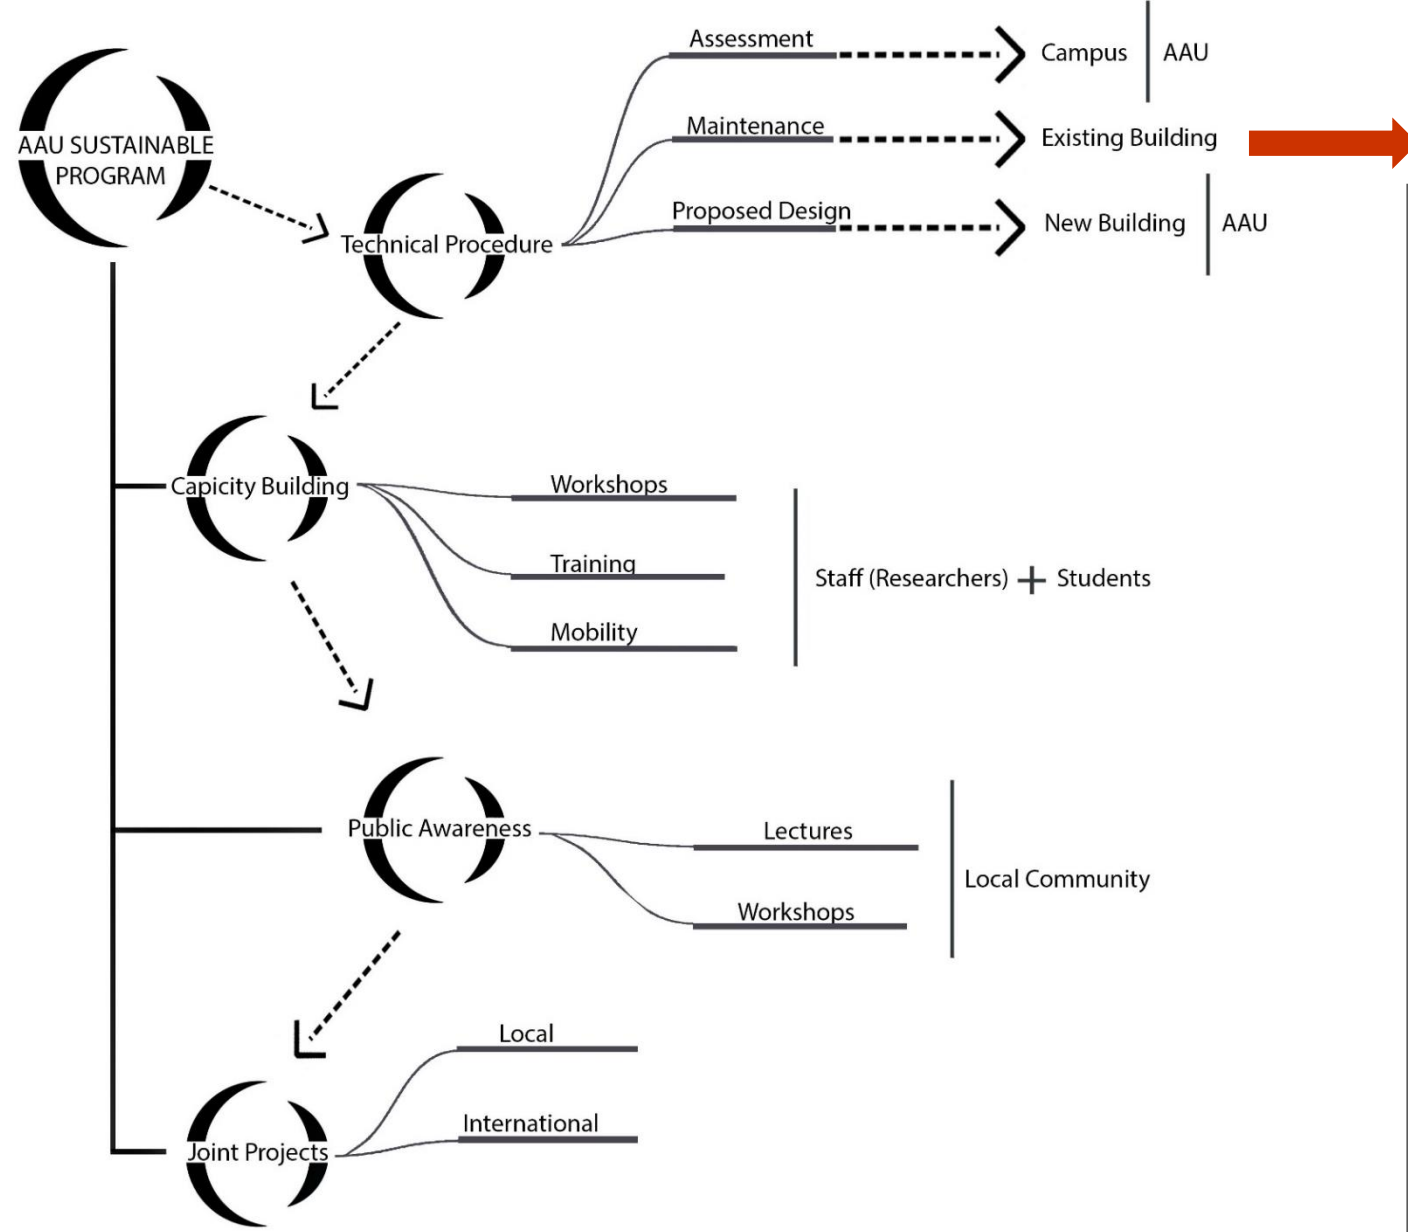 AAU SUSTAINABLE
PROGRAM
Technical Procedure
Assessment
Campus
AAU
Maintenance
Existing Building
Proposed Design
New Building
AAU
Capicity Building
Workshops
Training
Mobility
Staff (Researchers) + Students
Public Awareness
Lectures
Workshops
Local Community
Joint Projects
Local
International